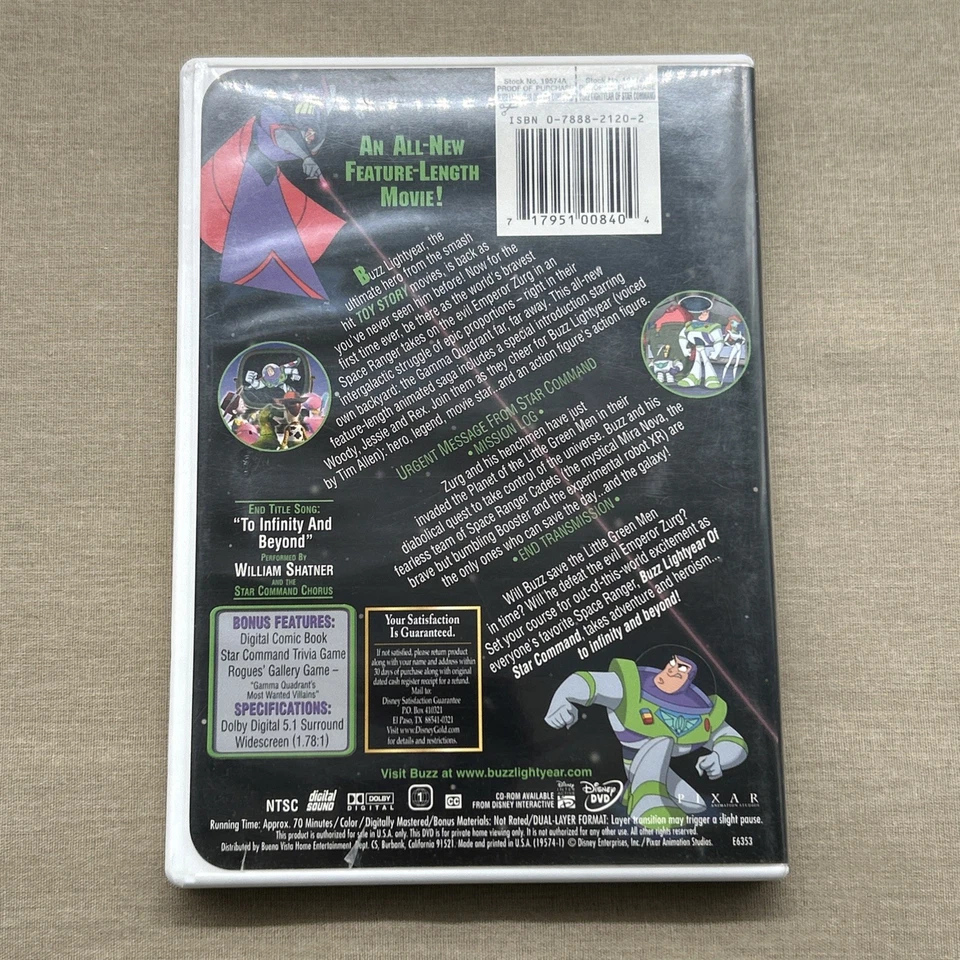 Stock No. 19574A
PROOF OF PURCHAS
Stock No.
ISBN 0-7888-2120-2
7 17951 00840 4
AN ALL-NEW
FEATURE-LENGTH
MOVIE!
Buzz Lightyear, the
ultimate hero from the smash
hit TOY STORY movies, is back as
you've never seen him before! Now for the
first time ever, be there as the world's bravest
Space Ranger takes on the evil Emperor Zurg in an
intergalactic struggle of epic proportions – right in their
own backyard: the Gamma Quadrant far, far away. This all-new
feature-length animated saga includes a special introduction starring
Woody, Jessie and Rex. Join them as they cheer for Buzz Lightyear (voiced
by Tim Allen): hero, legend, movie star... and an action figure's action figure.
URGENT MESSAGE FROM STAR COMMAND
• MISSION LOG •
Zurg and his henchmen have just
invaded the Planet of the Little Green Men in their
diabolical quest to take control of the universe. Buzz and his
fearless team of Space Ranger Cadets (the mystical Mira Nova, the
brave but bumbling Booster and the experimental robot XR) are
the only ones who can save the day... and the galaxy!
• END TRANSMISSION •
Will Buzz save the Little Green Men
in time? Will he defeat the evil Emperor Zurg?
Set your course for out-of-this-world excitement as
everyone's favorite Space Ranger, Buzz Lightyear Of
Star Command, takes adventure and heroism...
to infinity and beyond!
END TITLE SONG:
"To Infinity And
Beyond"
PERFORMED BY
WILLIAM SHATNER
AND THE
STAR COMMAND CHORUS
BONUS FEATURES:
Digital Comic Book
Star Command Trivia Game
Rogues' Gallery Game –
"Gamma Quadrant's
Most Wanted Villains"
SPECIFICATIONS:
Dolby Digital 5.1 Surround
Widescreen (1.78:1)
Your Satisfaction
Is Guaranteed.
If not satisfied, please return product
along with your name and address within
30 days of purchase along with original
dated cash register receipt for a refund.
Mail to:
Disney Satisfaction Guarantee
P.O. Box 410321
El Paso, TX 88541-0321
Visit www.DisneyGold.com
for details and restrictions.
Visit Buzz at www.buzzlightyear.com
NTSC digital SOUND DOLBY DIGITAL 1 CC CD-ROM AVAILABLE FROM DISNEY INTERACTIVE Disney DVD PIXAR ANIMATION STUDIOS
Running Time: Approx. 70 Minutes/Color/Digitally Mastered/Bonus Materials: Not Rated/DUAL-LAYER FORMAT: Layer transition may trigger a slight pause.
This product is authorized for sale in U.S.A. only. This DVD is for private home viewing only. It is not authorized for any other use. All other rights reserved.
Distributed by Buena Vista Home Entertainment, Dept. CS, Burbank, California 91521. Made and printed in U.S.A. (19574-1) © Disney Enterprises, Inc./Pixar Animation Studios. E6353